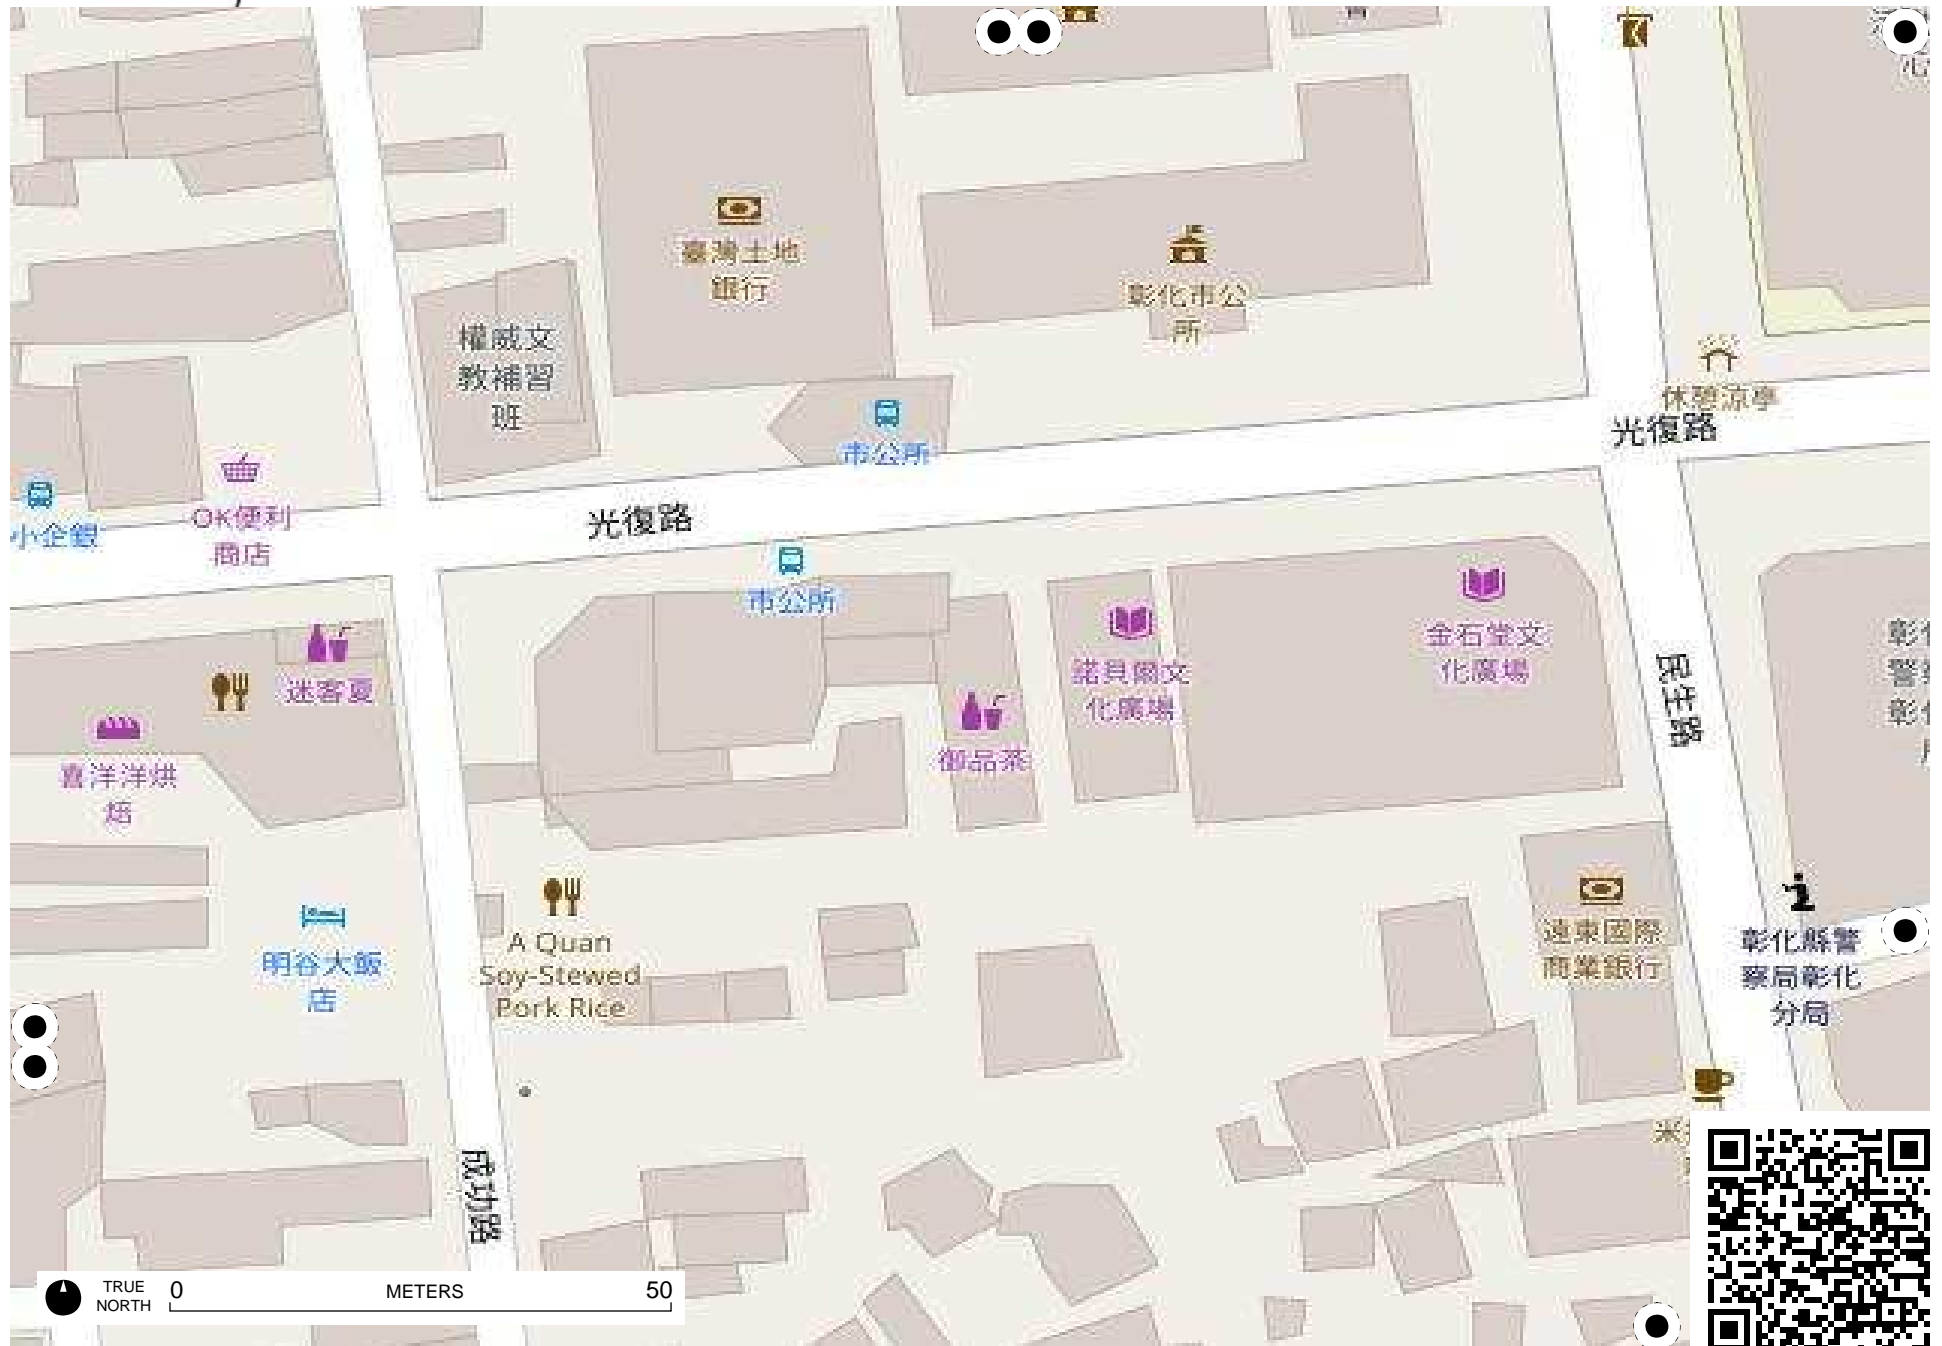 臺灣土地
銀行
彰化市公
所
權威文
教補習
班
休憩涼亭
光復路
市公所
小企銀
OK便利
商店
光復路
市公所
迷客夏
諾貝爾文
化廣場
金石堂文
化廣場
民生路
御品茶
喜洋洋烘
焙
A Quan
Soy-Stewed
Pork Rice
明谷大飯
店
遠東國際
商業銀行
彰化縣警
察局彰化
分局
成功路
TRUE
NORTH
0
METERS
50